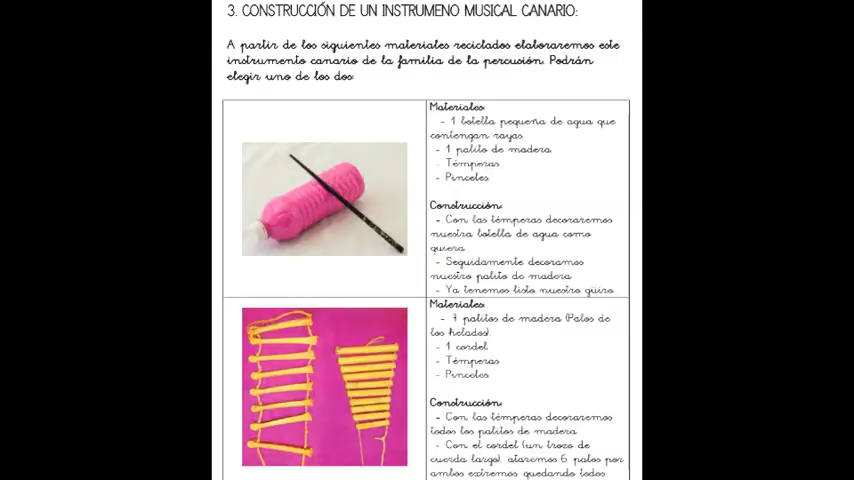 3. CONSTRUCCIÓN DE UN INSTRUMENO MUSICAL CANARIO:
A partir de los siguientes materiales reciclados elaboraremos este
instrumento canario de la familia de la percusión. Podrán
elegir uno de los dos:
Materiales:
- 1 botella pequeña de agua que
contengan rayas.
- 1 palito de madera.
- Témperas
- Pinceles.
Construcción:
- Con las témperas decoraremos
nuestra botella de agua como
quiera.
- Seguidamente decoramos
nuestro palito de madera
- Ya tenemos listo nuestro güiro.
Materiales:
- 7 palitos de madera (Palos de
los helados).
- 1 cordel
- Témperas
- Pinceles
Construcción:
- Con las témperas decoraremos
todos los palitos de madera
- Con el cordel (un trozo de
cuerda largo), ataremos 6 palos por
ambos extremos, quedando todos